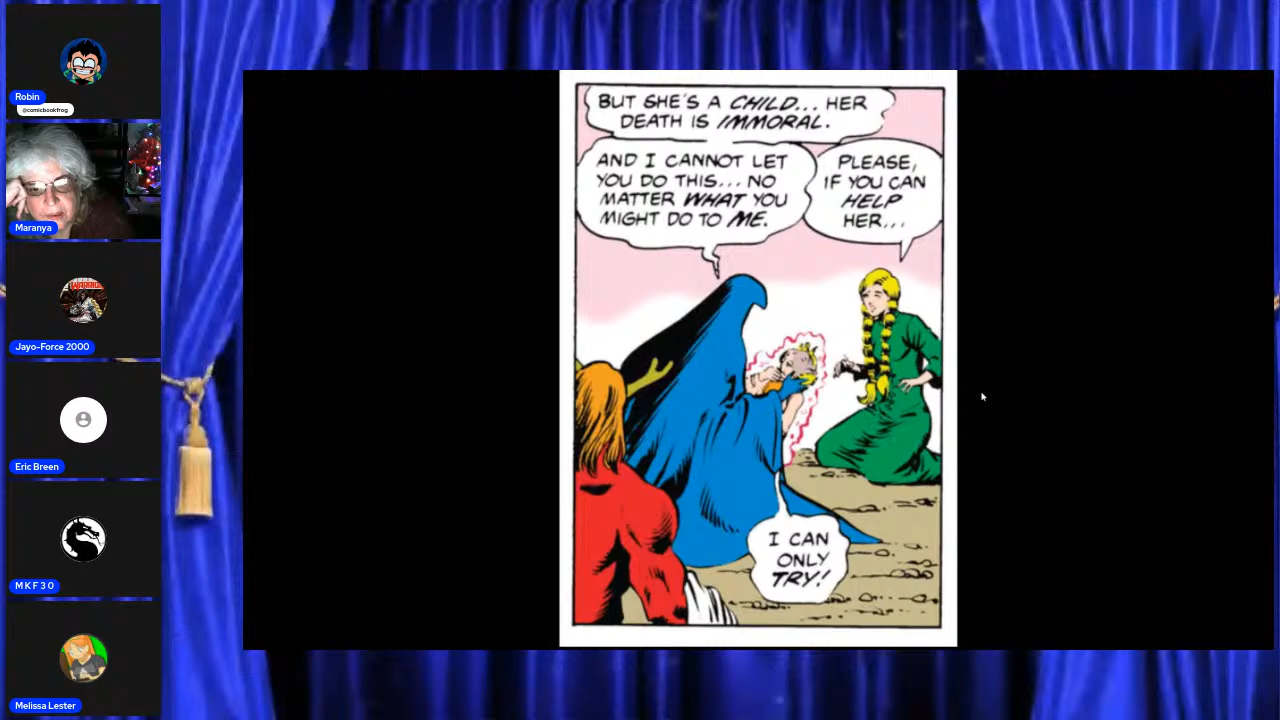 Robin
@comicbookfrog
Maranya
Jayo-Force 2000
Eric Breen
M K F 3 0
Melissa Lester
BUT SHE'S A CHILD... HER
DEATH IS IMMORAL.
AND I CANNOT LET
YOU DO THIS... NO
MATTER WHAT YOU
MIGHT DO TO ME.
PLEASE,
IF YOU CAN
HELP
HER...
I CAN
ONLY
TRY!